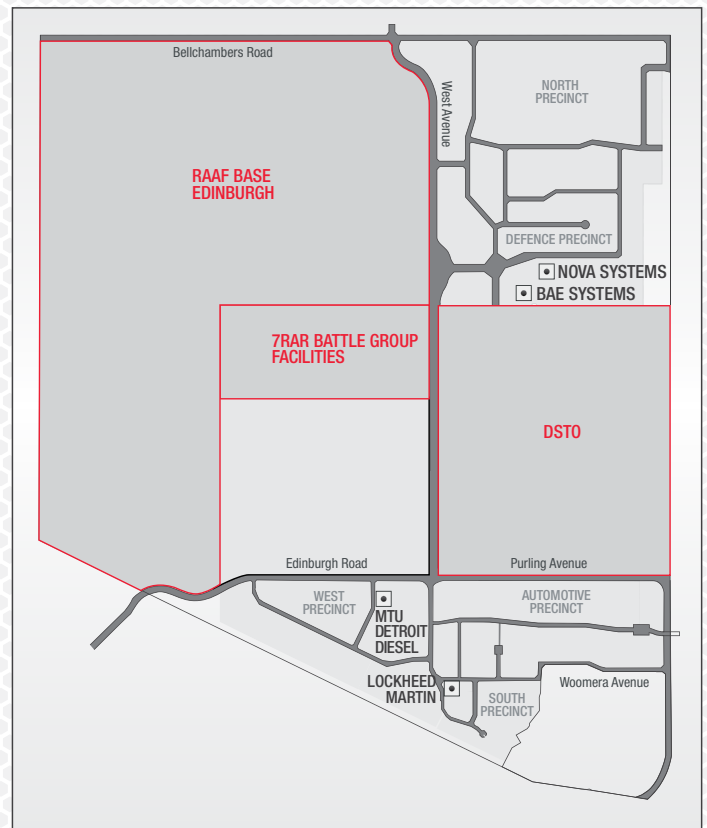 Bellchambers Road
West Avenue
NORTH
PRECINCT
RAAF BASE
EDINBURGH
DEFENCE PRECINCT
NOVA SYSTEMS
BAE SYSTEMS
7RAR BATTLE GROUP
FACILITIES
DSTO
Edinburgh Road
Purling Avenue
WEST
PRECINCT
AUTOMOTIVE
PRECINCT
MTU
DETROIT
DIESEL
LOCKHEED
MARTIN
SOUTH
PRECINCT
Woomera Avenue